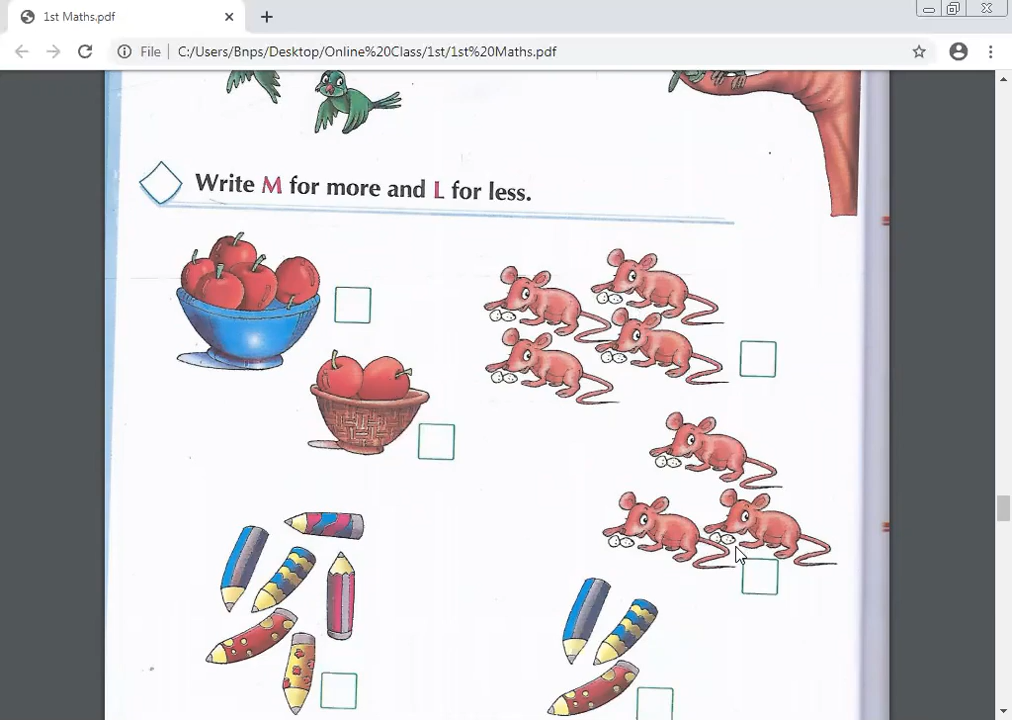 1st Maths.pdf
File C:/Users/Bnps/Desktop/Online%20Class/1st/1st%20Maths.pdf
Write M for more and L for less.